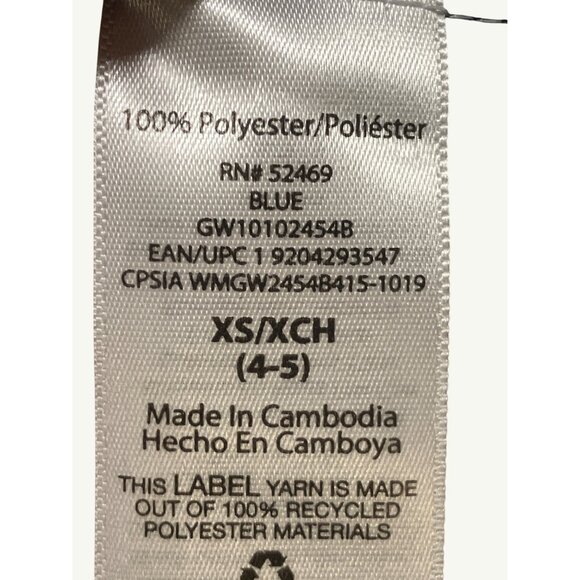 100% Polyester/Poliéster
RN# 52469
BLUE
GW10102454B
EAN/UPC 1 9204293547
CPSIA WMGW2454B415-1019
XS/XCH
(4-5)
Made In Cambodia
Hecho En Camboya
THIS LABEL YARN IS MADE
OUT OF 100% RECYCLED
POLYESTER MATERIALS